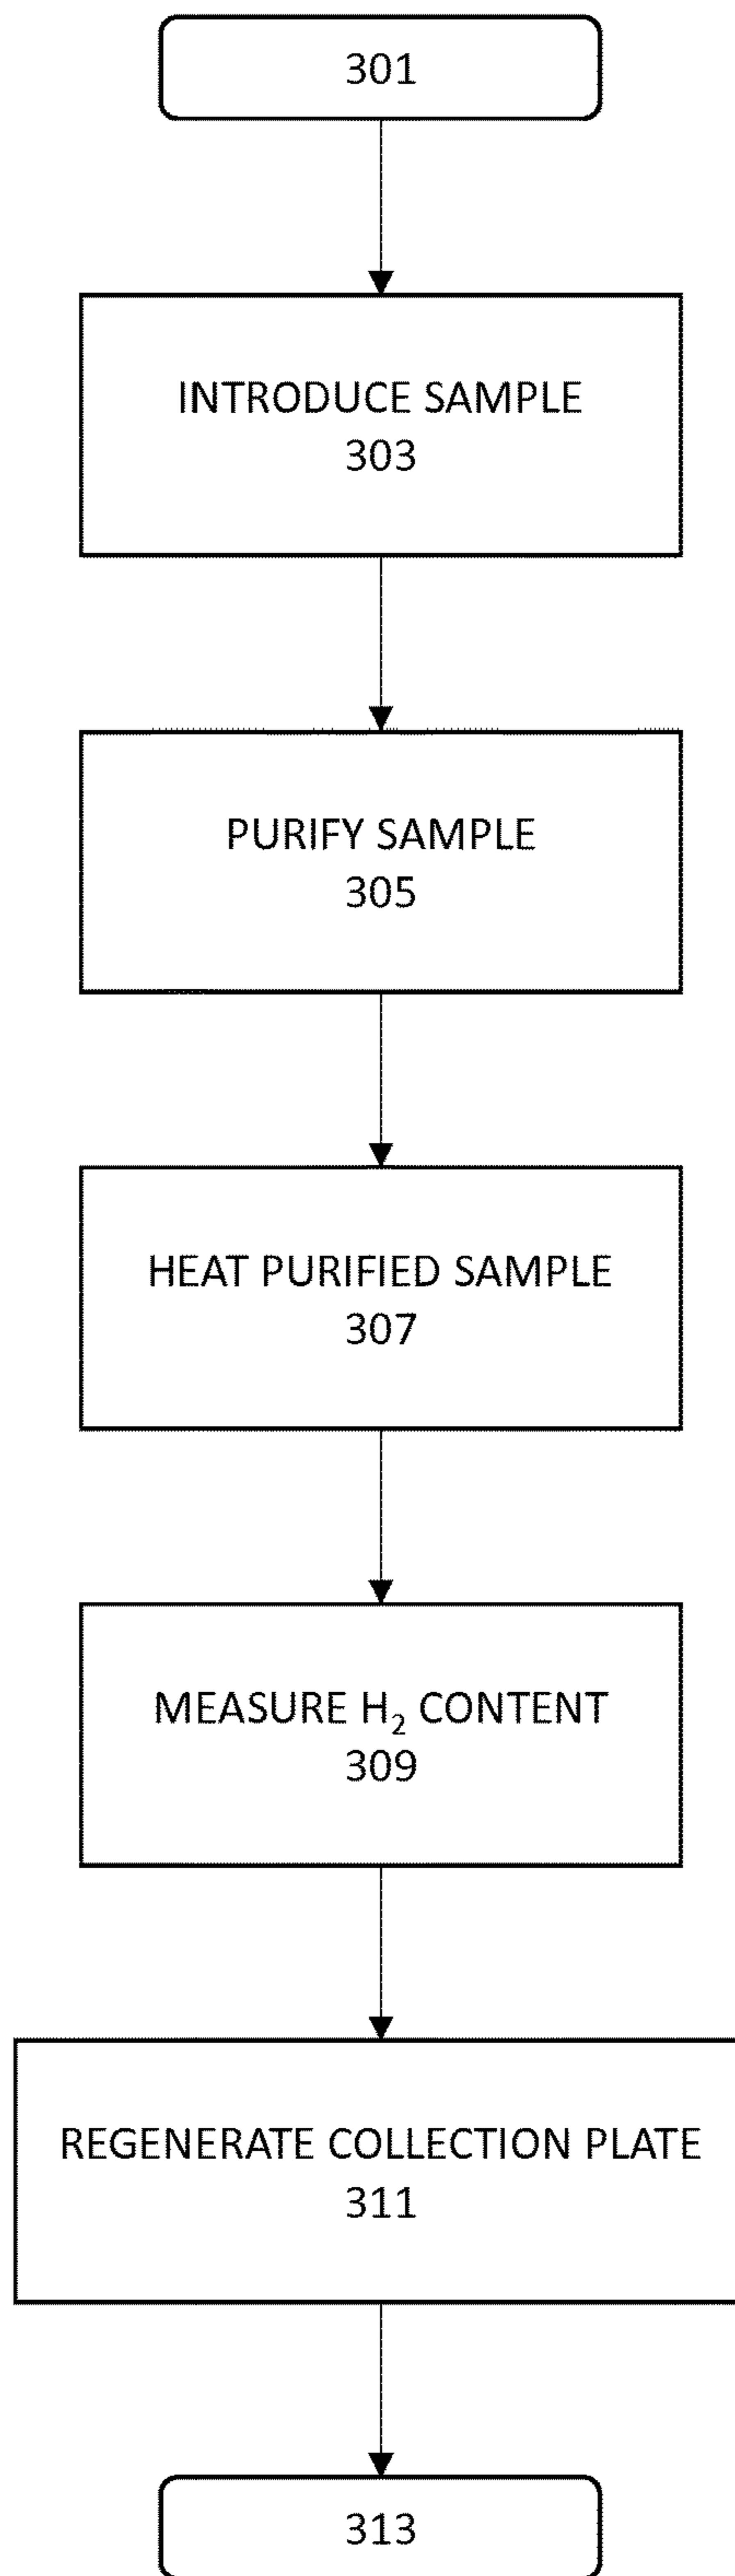 301
INTRODUCE SAMPLE
303
PURIFY SAMPLE
305
HEAT PURIFIED SAMPLE
307
MEASURE H₂ CONTENT
309
REGENERATE COLLECTION PLATE
311
313